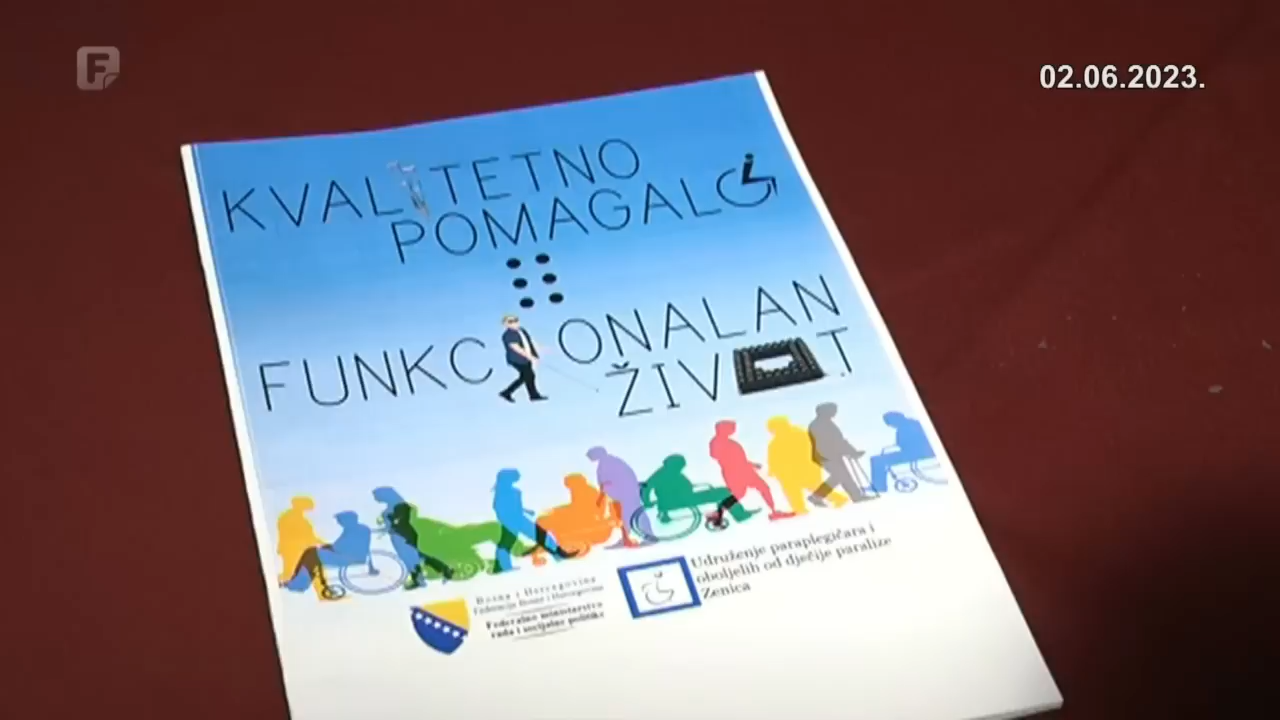 F
02.06.2023.
KVALITETNO
POMAGALO
FUNKCIONALAN
ŽIVOT
Bosna i Hercegovina
Federacija Bosne i Hercegovine
Federalno ministarstvo
rada i socijalne politike
Udruženje paraplegičara i
oboljelih od dječije paralize
Zenica